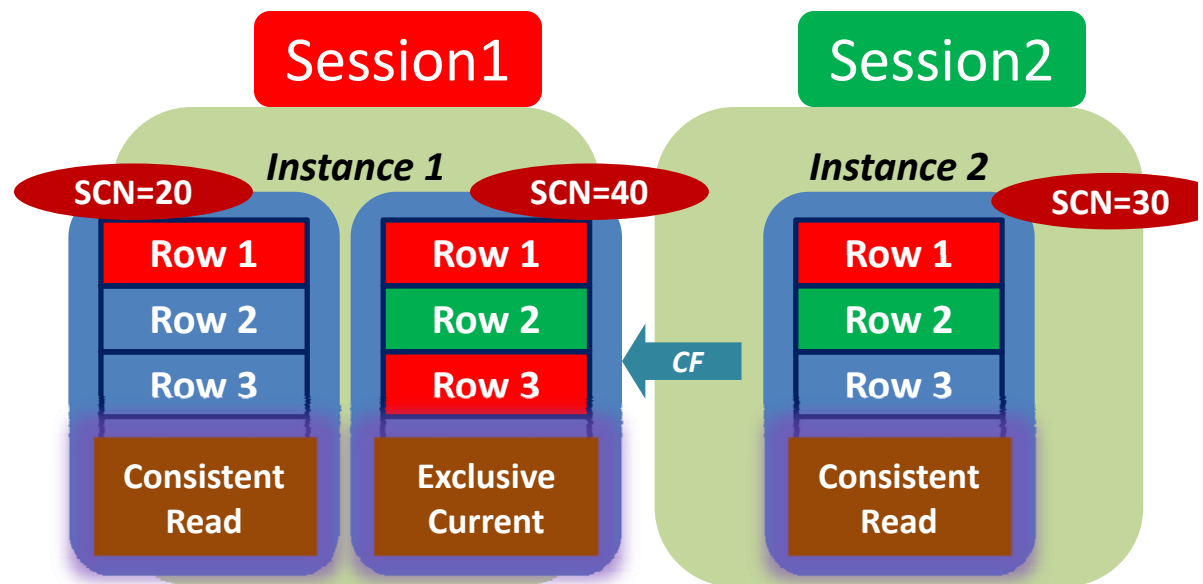 Session1
Session2
Instance 1
Instance 2
SCN=20
SCN=40
SCN=30
Row 1
Row 2
Row 3
Consistent
Read
Row 1
Row 2
Row 3
Exclusive
Current
CF
Row 1
Row 2
Row 3
Consistent
Read